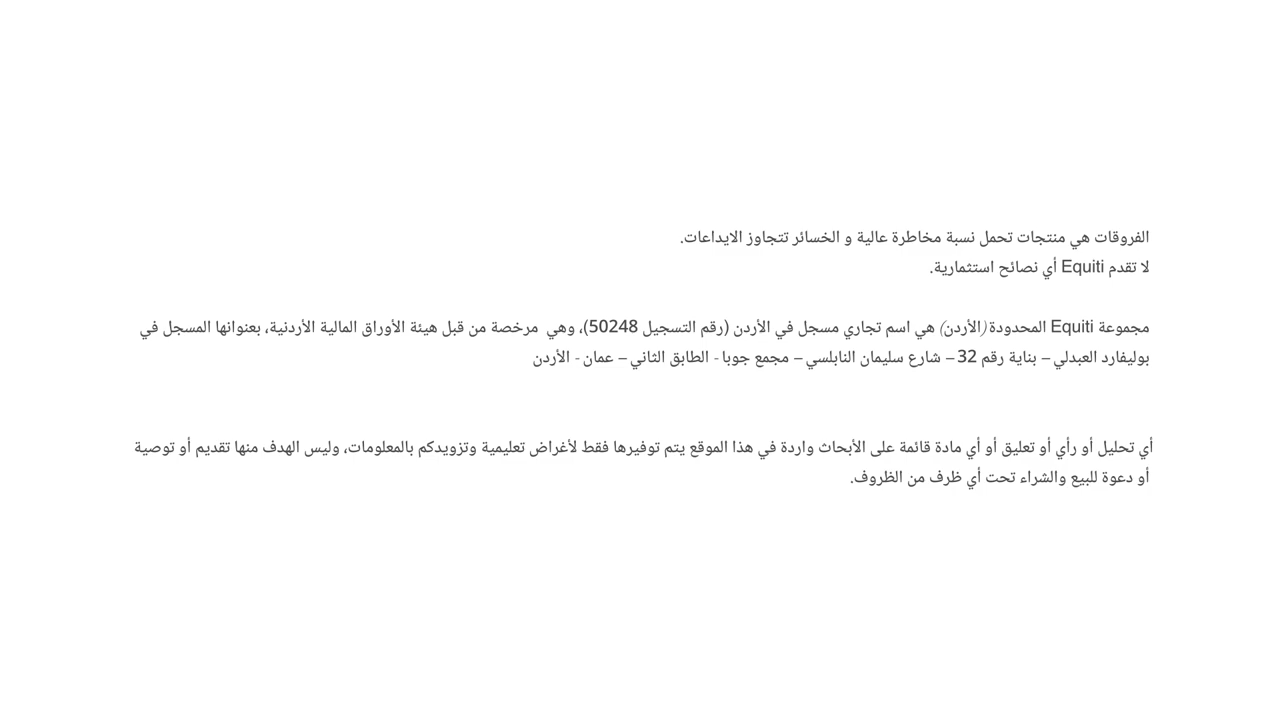 الفروقات هي منتجات تحمل نسبة مخاطرة عالية و الخسائر تتجاوز الايداعات.
لا تقدم Equiti أي نصائح استثمارية.
مجموعة Equiti المحدودة (الأردن) هي اسم تجاري مسجل في الأردن (رقم التسجيل 50248)، وهي مرخصة من قبل هيئة الأوراق المالية الأردنية، بعنوانها المسجل في
بوليفارد العبدلي – بناية رقم 32 – شارع سليمان النابلسي – مجمع جوبا - الطابق الثاني – عمان - الأردن
أي تحليل أو رأي أو تعليق أو أي مادة قائمة على الأبحاث واردة في هذا الموقع يتم توفيرها فقط لأغراض تعليمية وتزويدكم بالمعلومات، وليس الهدف منها تقديم أو توصية
أو دعوة للبيع والشراء تحت أي ظرف من الظروف.